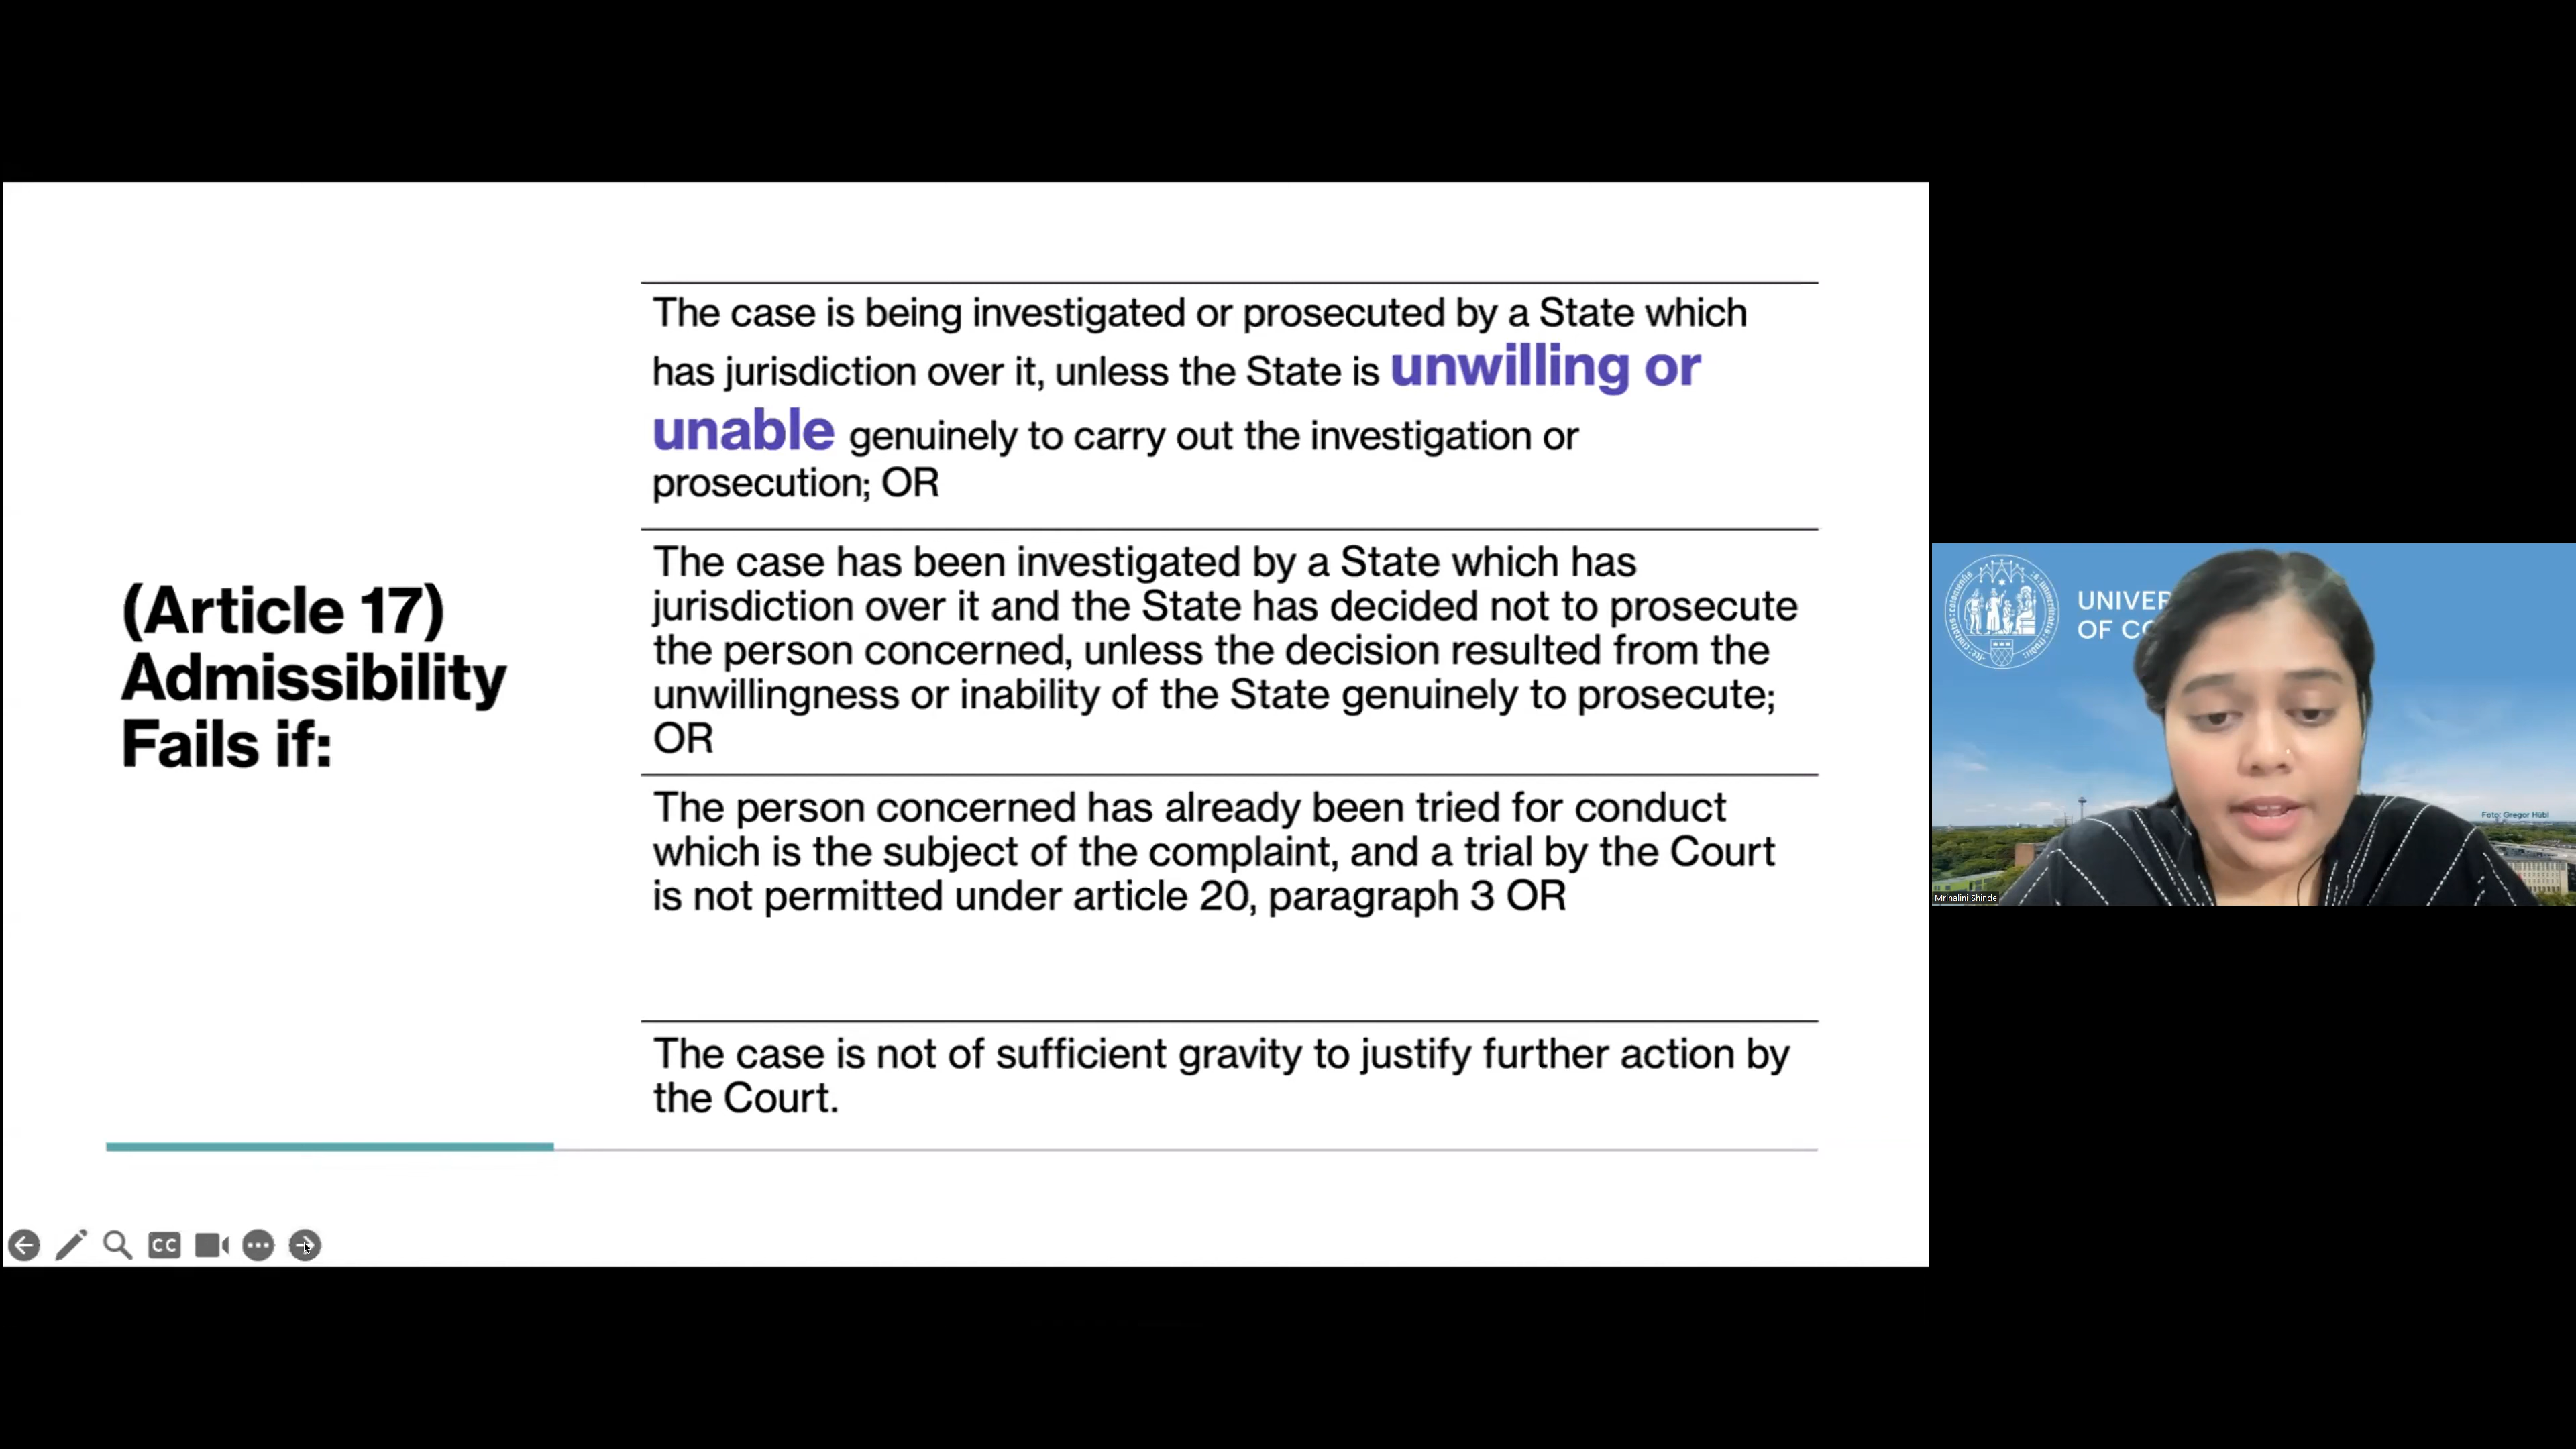 (Article 17)
Admissibility
Fails if:
The case is being investigated or prosecuted by a State which
has jurisdiction over it, unless the State is unwilling or
unable genuinely to carry out the investigation or
prosecution; OR
The case has been investigated by a State which has
jurisdiction over it and the State has decided not to prosecute
the person concerned, unless the decision resulted from the
unwillingness or inability of the State genuinely to prosecute;
OR
The person concerned has already been tried for conduct
which is the subject of the complaint, and a trial by the Court
is not permitted under article 20, paragraph 3 OR
The case is not of sufficient gravity to justify further action by
the Court.
CC
UNIVER
OF CO
Foto: Gregor Hübl
Mrinalini Shinde